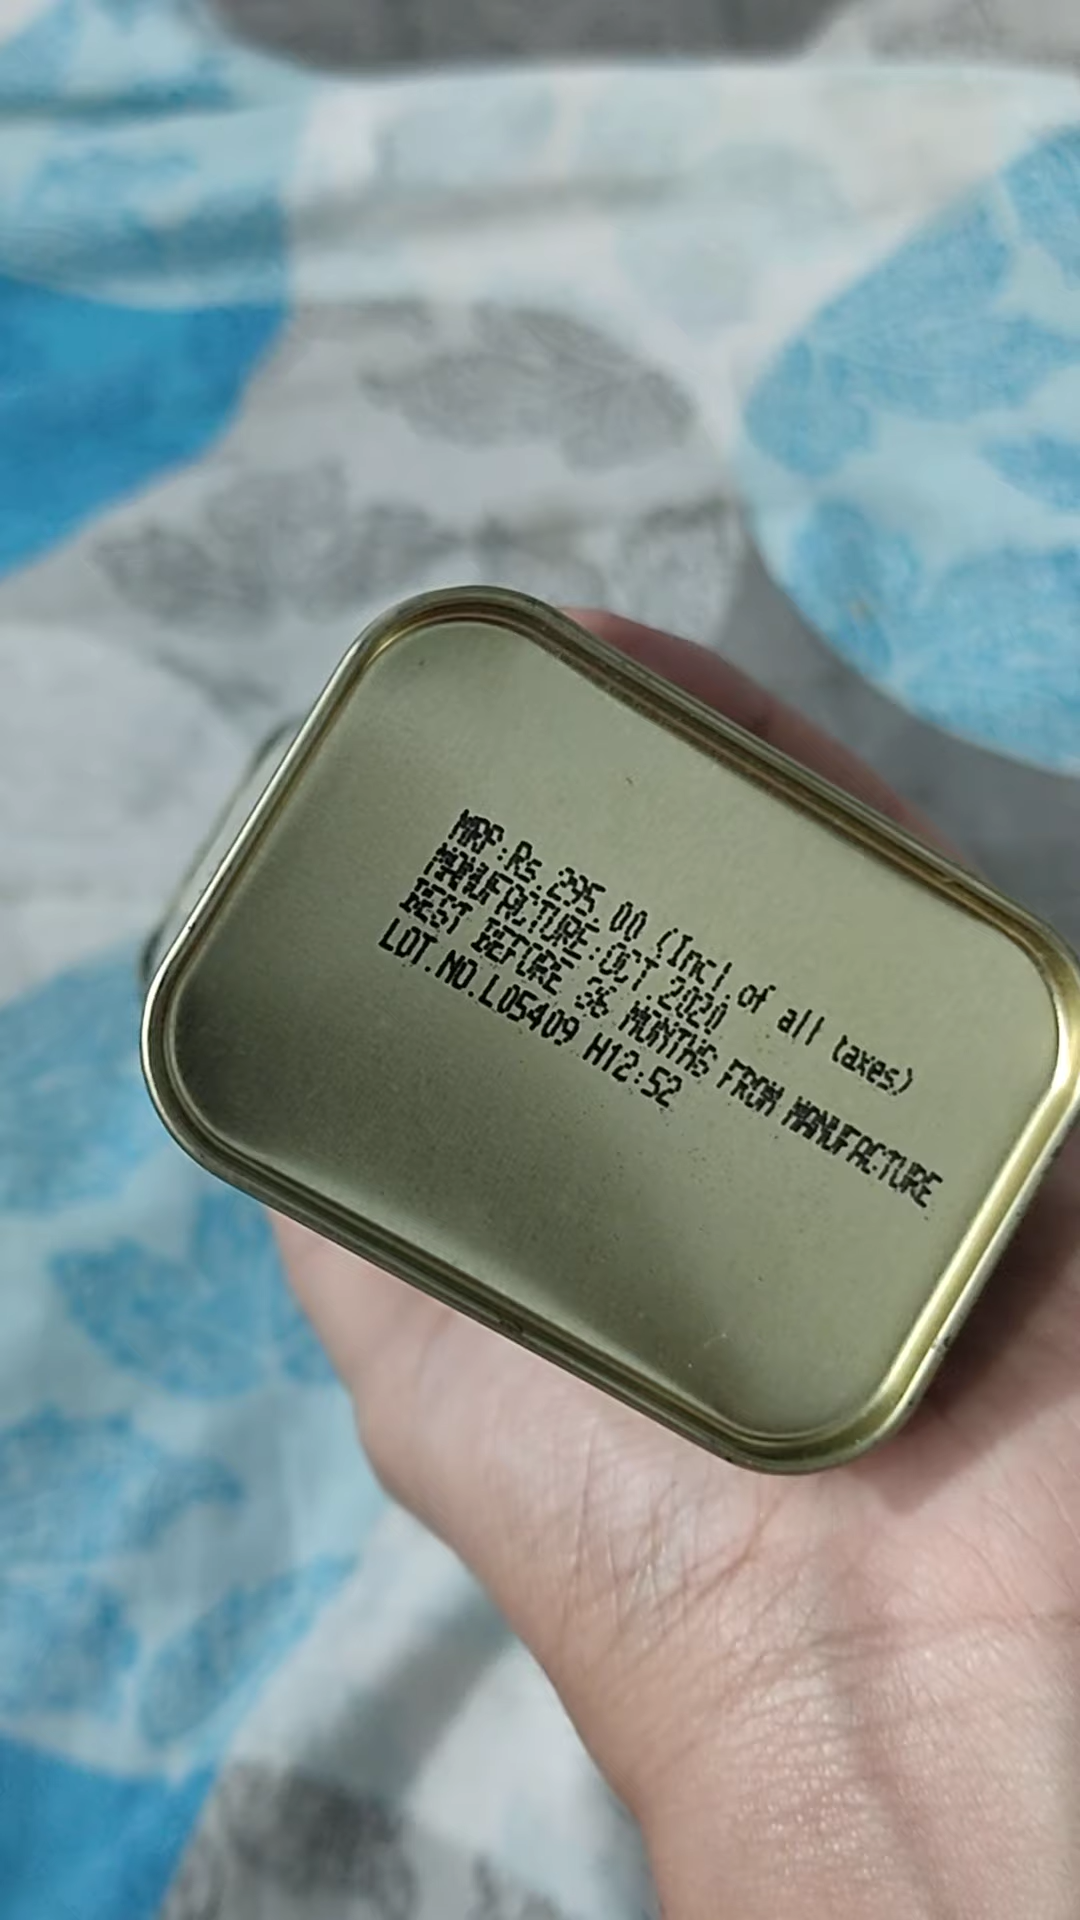 MRP:Rs.295.00 (Incl of all taxes)
MANUFACTURE:OCT.2020
BEST BEFORE 36 MONTHS FROM MANUFACTURE
LOT.NO.L05409 H12:52